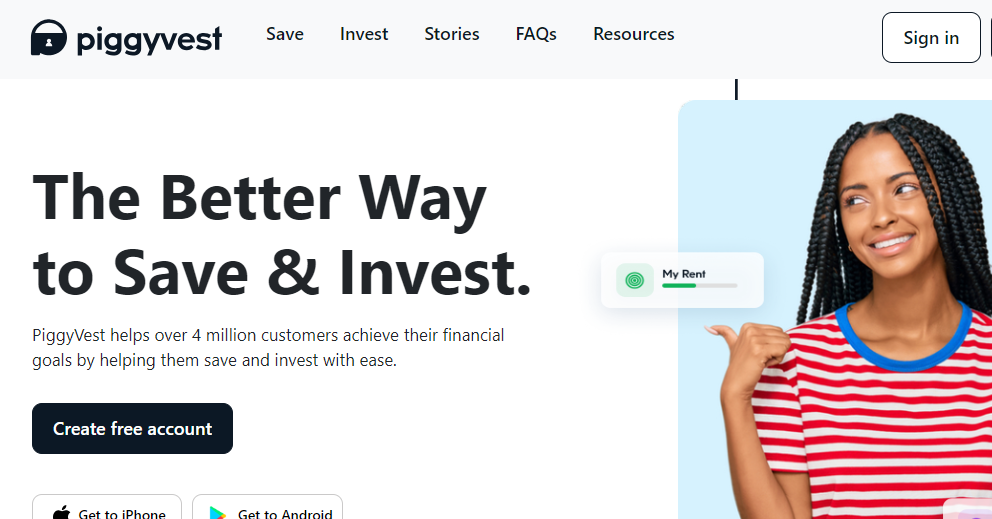 piggyvest
Save
Invest
Stories
FAQs
Resources
Sign in
The Better Way
to Save & Invest.
My Rent
PiggyVest helps over 4 million customers achieve their financial
goals by helping them save and invest with ease.
Create free account
Get to iPhone
Get to Android